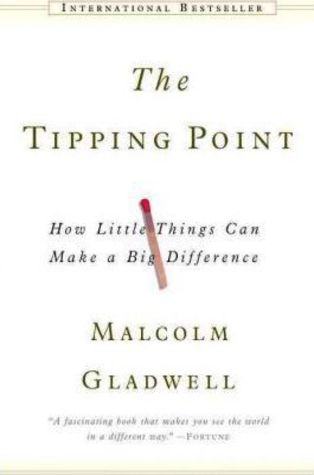 INTERNATIONAL BESTSELLER
The
TIPPING POINT
How Little Things Can
Make a Big Difference
MALCOLM
GLADWELL
"A fascinating book that makes you see the world
in a different way." —FORTUNE